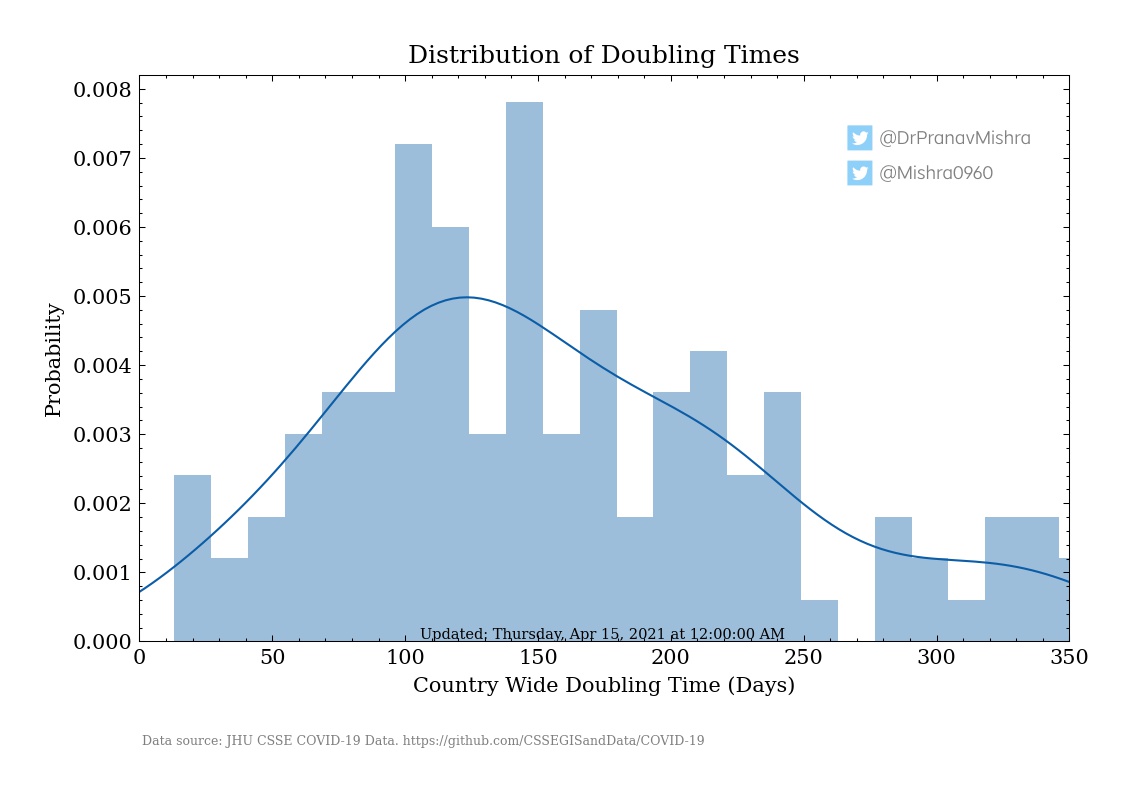 Distribution of Doubling Times
0.008
0.007
0.006
0.005
0.004
0.003
0.002
0.001
0.000
Probability
@DrPranavMishra
@Mishra0960
Updated; Thursday, Apr 15, 2021 at 12:00:00 AM
0 50 100 150 200 250 300 350
Country Wide Doubling Time (Days)
Data source: JHU CSSE COVID-19 Data. https://github.com/CSSEGISandData/COVID-19